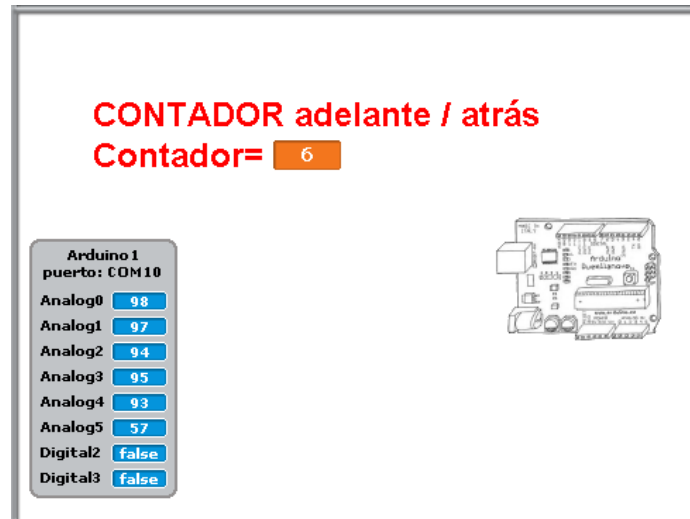 CONTADOR adelante / atrás
Contador= 6
Arduino 1
puerto: COM10
Analog0 98
Analog1 97
Analog2 94
Analog3 95
Analog4 93
Analog5 57
Digital2 false
Digital3 false
Arduino